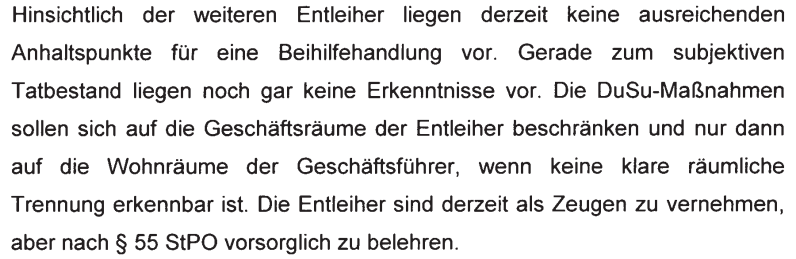 Hinsichtlich der weiteren Entleiher liegen derzeit keine ausreichenden
Anhaltspunkte für eine Beihilfehandlung vor. Gerade zum subjektiven
Tatbestand liegen noch gar keine Erkenntnisse vor. Die DuSu-Maßnahmen
sollen sich auf die Geschäftsräume der Entleiher beschränken und nur dann
auf die Wohnräume der Geschäftsführer, wenn keine klare räumliche
Trennung erkennbar ist. Die Entleiher sind derzeit als Zeugen zu vernehmen,
aber nach § 55 StPO vorsorglich zu belehren.